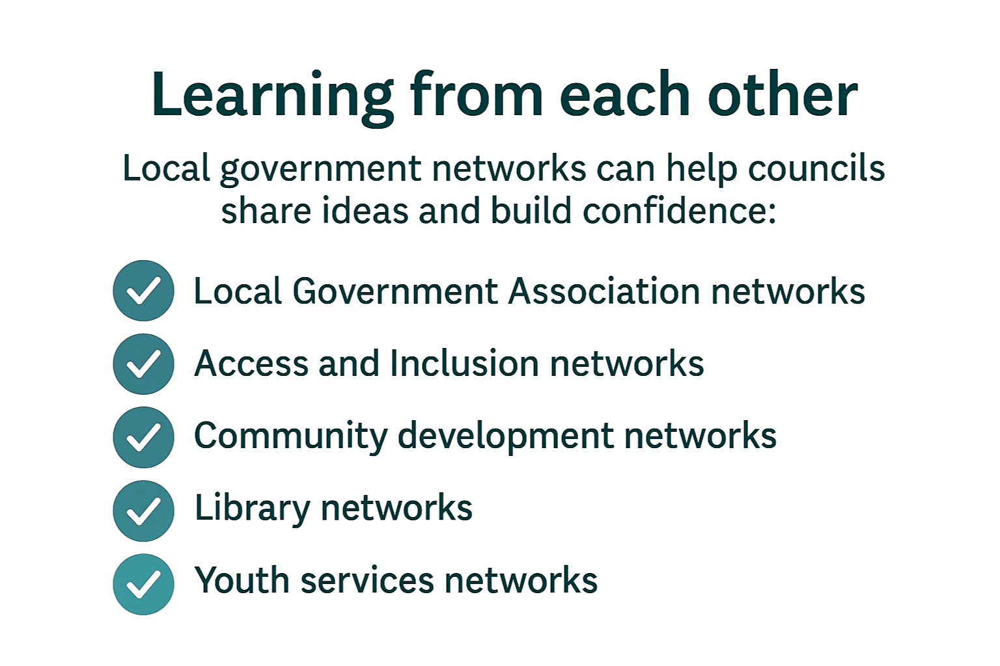 Learning from each other
Local government networks can help councils
share ideas and build confidence:
Local Government Association networks
Access and Inclusion networks
Community development networks
Library networks
Youth services networks